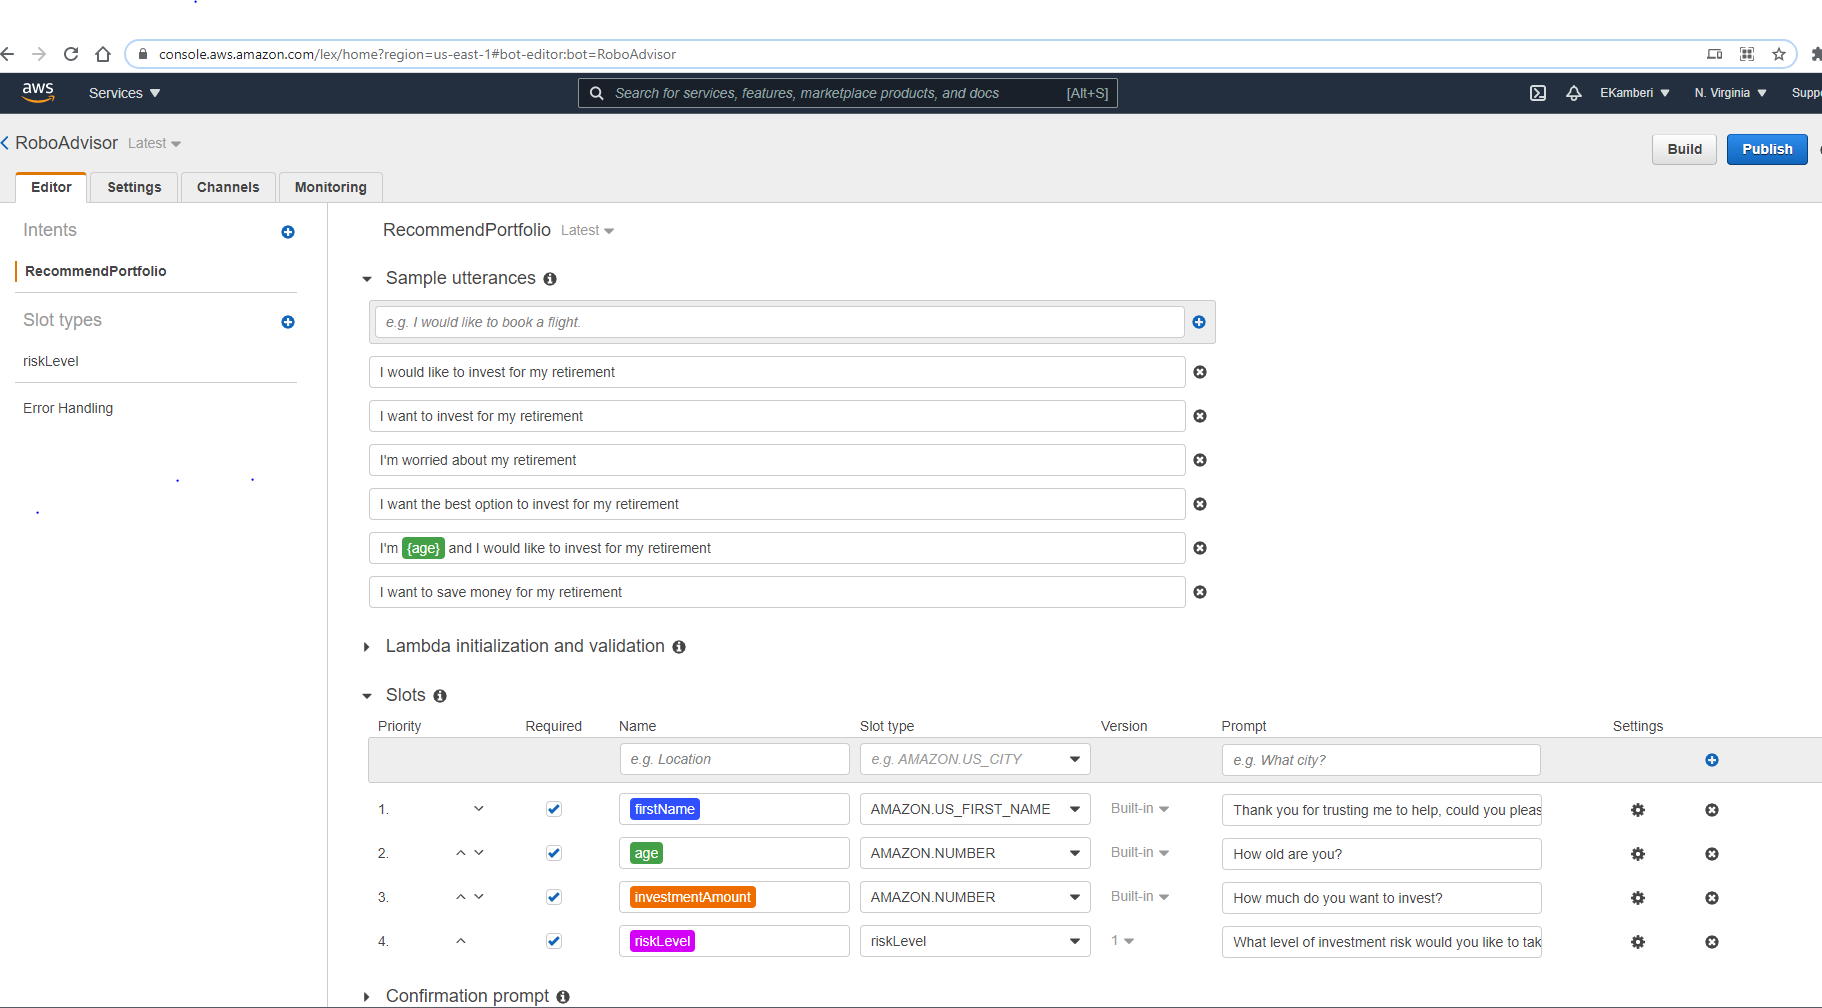 console.aws.amazon.com/lex/home?region=us-east-1#bot-editor:bot=RoboAdvisor
aws Services Search for services, features, marketplace products, and docs [Alt+S] EKamberi N. Virginia Suppo
RoboAdvisor Latest Build Publish
Editor Settings Channels Monitoring
Intents
RecommendPortfolio
Slot types
riskLevel
Error Handling
RecommendPortfolio Latest
Sample utterances
e.g. I would like to book a flight.
I would like to invest for my retirement
I want to invest for my retirement
I'm worried about my retirement
I want the best option to invest for my retirement
I'm {age} and I would like to invest for my retirement
I want to save money for my retirement
Lambda initialization and validation
Slots
Priority Required Name Slot type Version Prompt Settings
e.g. Location e.g. AMAZON.US_CITY e.g. What city?
1. firstName AMAZON.US_FIRST_NAME Built-in Thank you for trusting me to help, could you pleas
2. age AMAZON.NUMBER Built-in How old are you?
3. investmentAmount AMAZON.NUMBER Built-in How much do you want to invest?
4. riskLevel riskLevel 1 What level of investment risk would you like to tak
Confirmation prompt